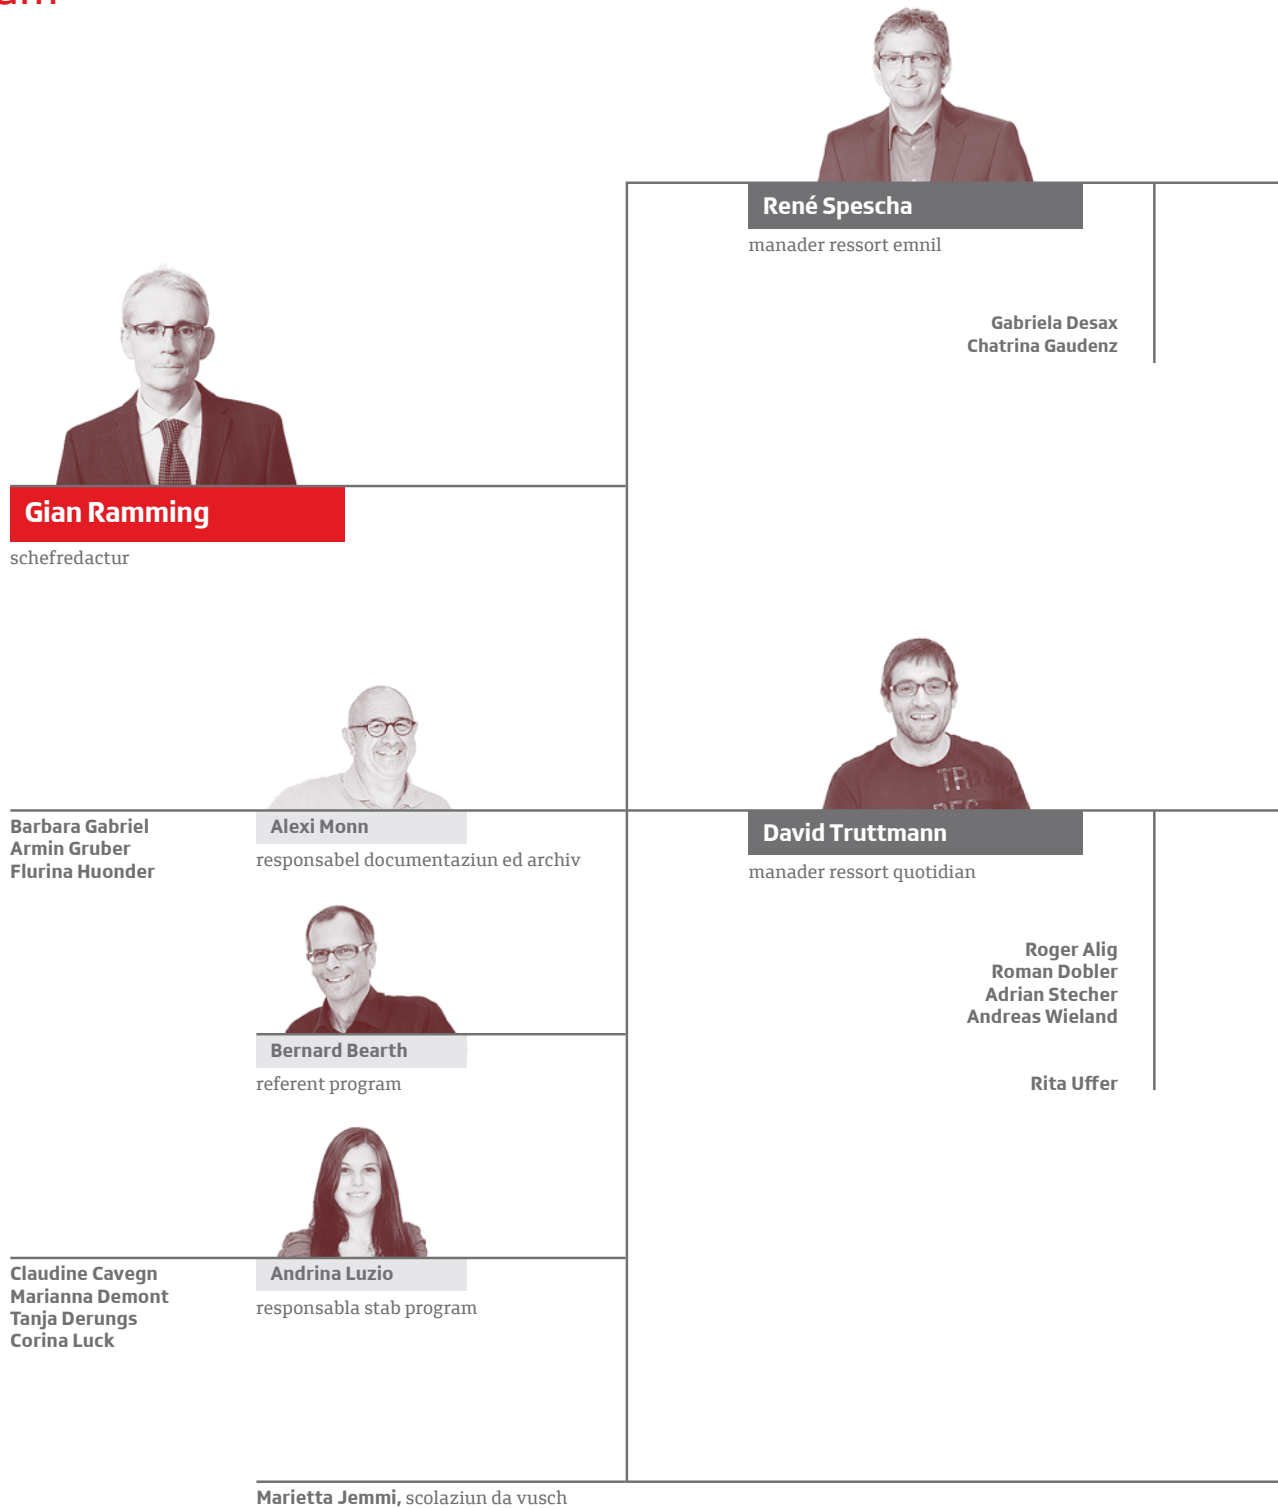 René Spescha
manader ressort emnil
Gabriela Desax
Chatrina Gaudenz
Gian Ramming
schefredactur
Barbara Gabriel
Armin Gruber
Flurina Huonder
Alexi Monn
responsabel documentaziun ed archiv
David Truttmann
manader ressort quotidian
Roger Alig
Roman Dobler
Adrian Stecher
Andreas Wieland
Rita Uffer
Bernard Bearth
referent program
Claudine Cavegn
Marianna Demont
Tanja Derungs
Corina Luck
Andrina Luzio
responsabla stab program
Marietta Jemmi, scolaziun da vusch